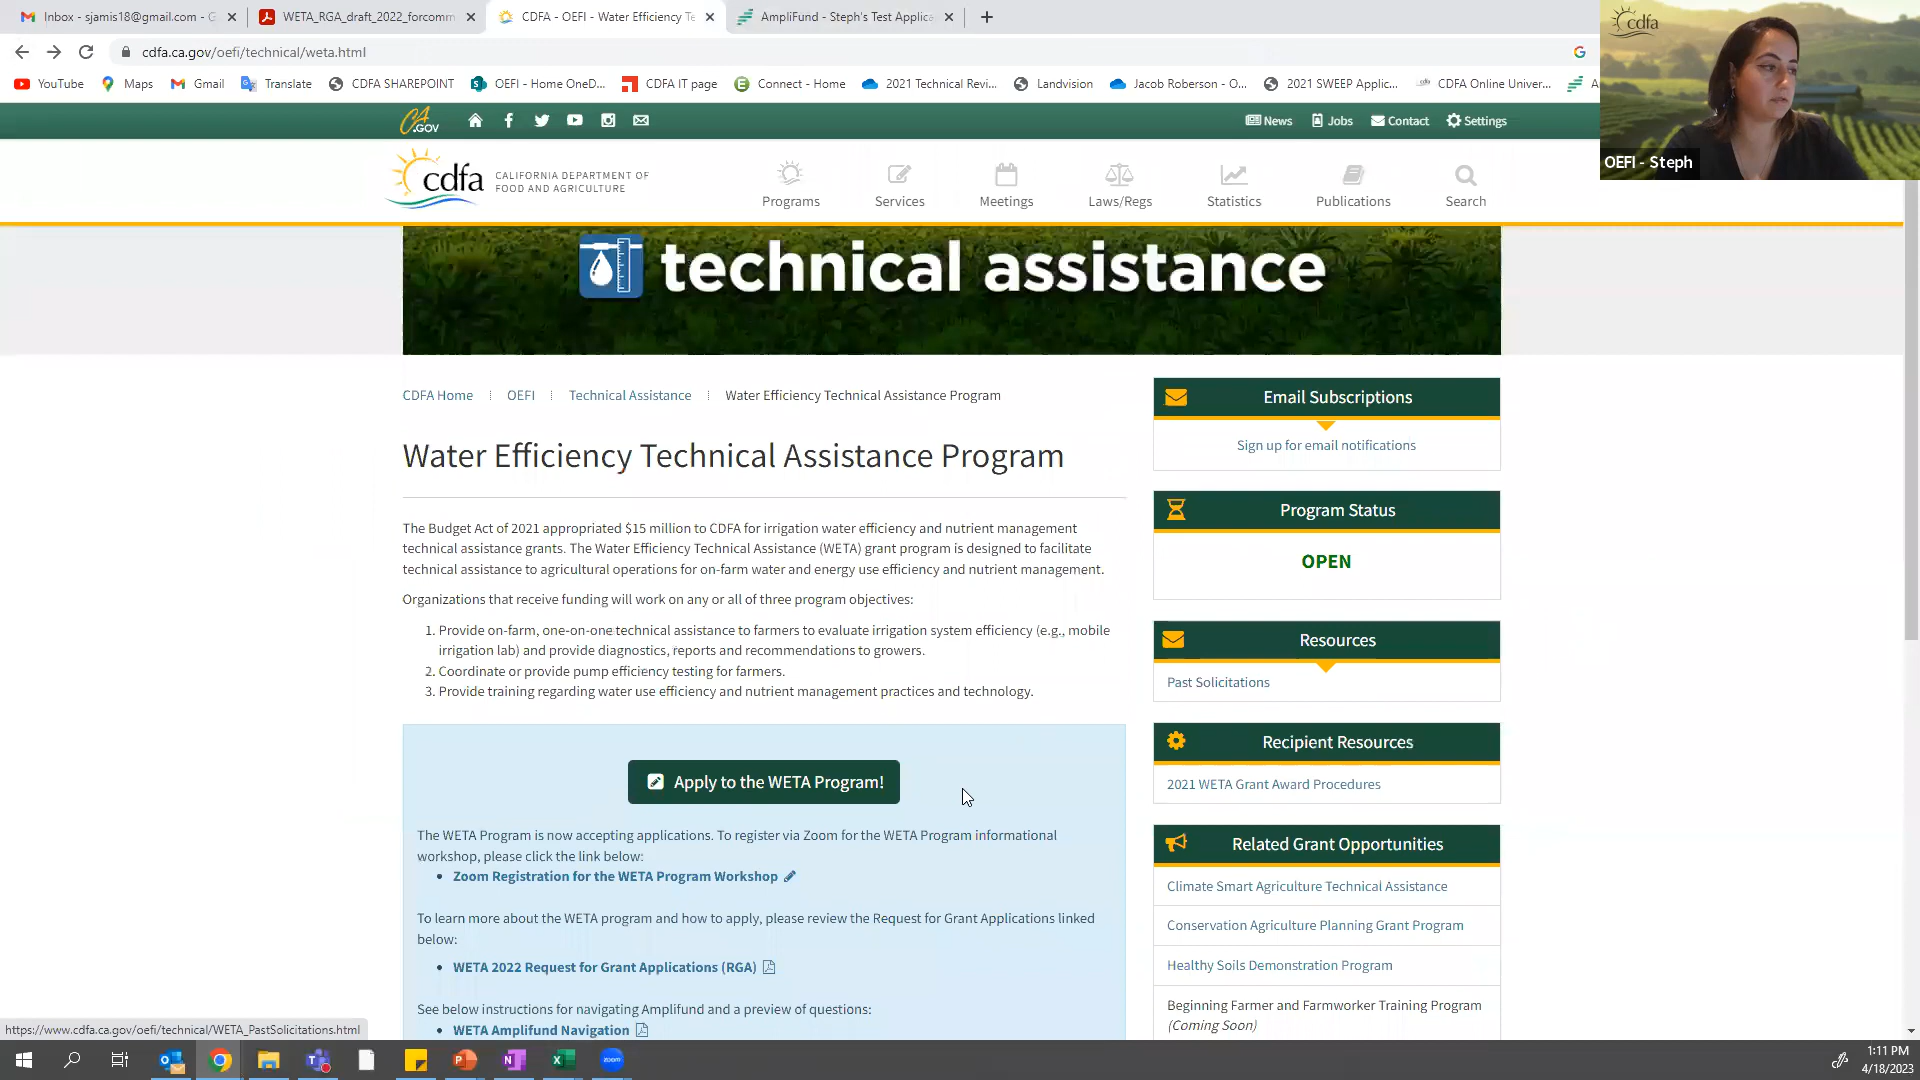 Inbox - sjamis18@gmail.com - G
WETA_RGA_draft_2022_forcomm
CDFA - OEFI - Water Efficiency Te
AmpliFund - Steph's Test Applica
cdfa.ca.gov/oefi/technical/weta.html
YouTube Maps Gmail Translate CDFA SHAREPOINT OEFI - Home OneD... CDFA IT page Connect - Home 2021 Technical Revi... Landvision Jacob Roberson - O... 2021 SWEEP Applic... CDFA Online Univer... A
cdfa
OEFI - Steph
CA.GOV
News Jobs Contact Settings
cdfa CALIFORNIA DEPARTMENT OF
FOOD AND AGRICULTURE
Programs Services Meetings Laws/Regs Statistics Publications Search
technical assistance
CDFA Home OEFI Technical Assistance Water Efficiency Technical Assistance Program
Water Efficiency Technical Assistance Program
The Budget Act of 2021 appropriated $15 million to CDFA for irrigation water efficiency and nutrient management
technical assistance grants. The Water Efficiency Technical Assistance (WETA) grant program is designed to facilitate
technical assistance to agricultural operations for on-farm water and energy use efficiency and nutrient management.
Organizations that receive funding will work on any or all of three program objectives:
1. Provide on-farm, one-on-one technical assistance to farmers to evaluate irrigation system efficiency (e.g., mobile
irrigation lab) and provide diagnostics, reports and recommendations to growers.
2. Coordinate or provide pump efficiency testing for farmers.
3. Provide training regarding water use efficiency and nutrient management practices and technology.
Apply to the WETA Program!
The WETA Program is now accepting applications. To register via Zoom for the WETA Program informational
workshop, please click the link below:
• Zoom Registration for the WETA Program Workshop
To learn more about the WETA program and how to apply, please review the Request for Grant Applications linked
below:
• WETA 2022 Request for Grant Applications (RGA)
See below instructions for navigating Amplifund and a preview of questions:
• WETA Amplifund Navigation
Email Subscriptions
Sign up for email notifications
Program Status
OPEN
Resources
Past Solicitations
Recipient Resources
2021 WETA Grant Award Procedures
Related Grant Opportunities
Climate Smart Agriculture Technical Assistance
Conservation Agriculture Planning Grant Program
Healthy Soils Demonstration Program
Beginning Farmer and Farmworker Training Program
(Coming Soon)
https://www.cdfa.ca.gov/oefi/technical/WETA_PastSolicitations.html
zoom
1:11 PM
4/18/2023